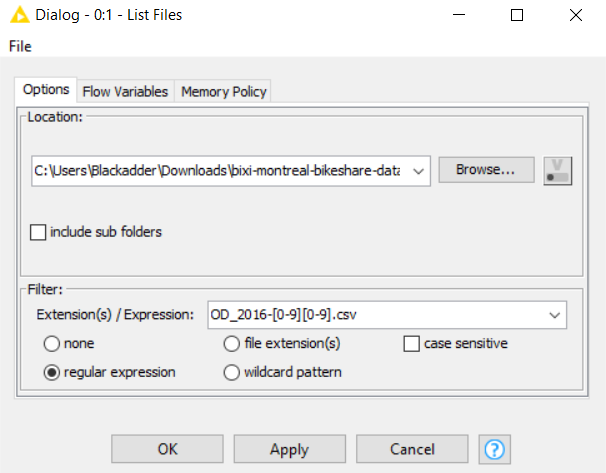 Dialog - 0:1 - List Files
File
Options Flow Variables Memory Policy
Location:
C:\Users\Blackadder\Downloads\bixi-montreal-bikeshare-data Browse... V
include sub folders
Filter:
Extension(s) / Expression: OD_2016-[0-9][0-9].csv
none file extension(s) case sensitive
regular expression wildcard pattern
OK Apply Cancel ?